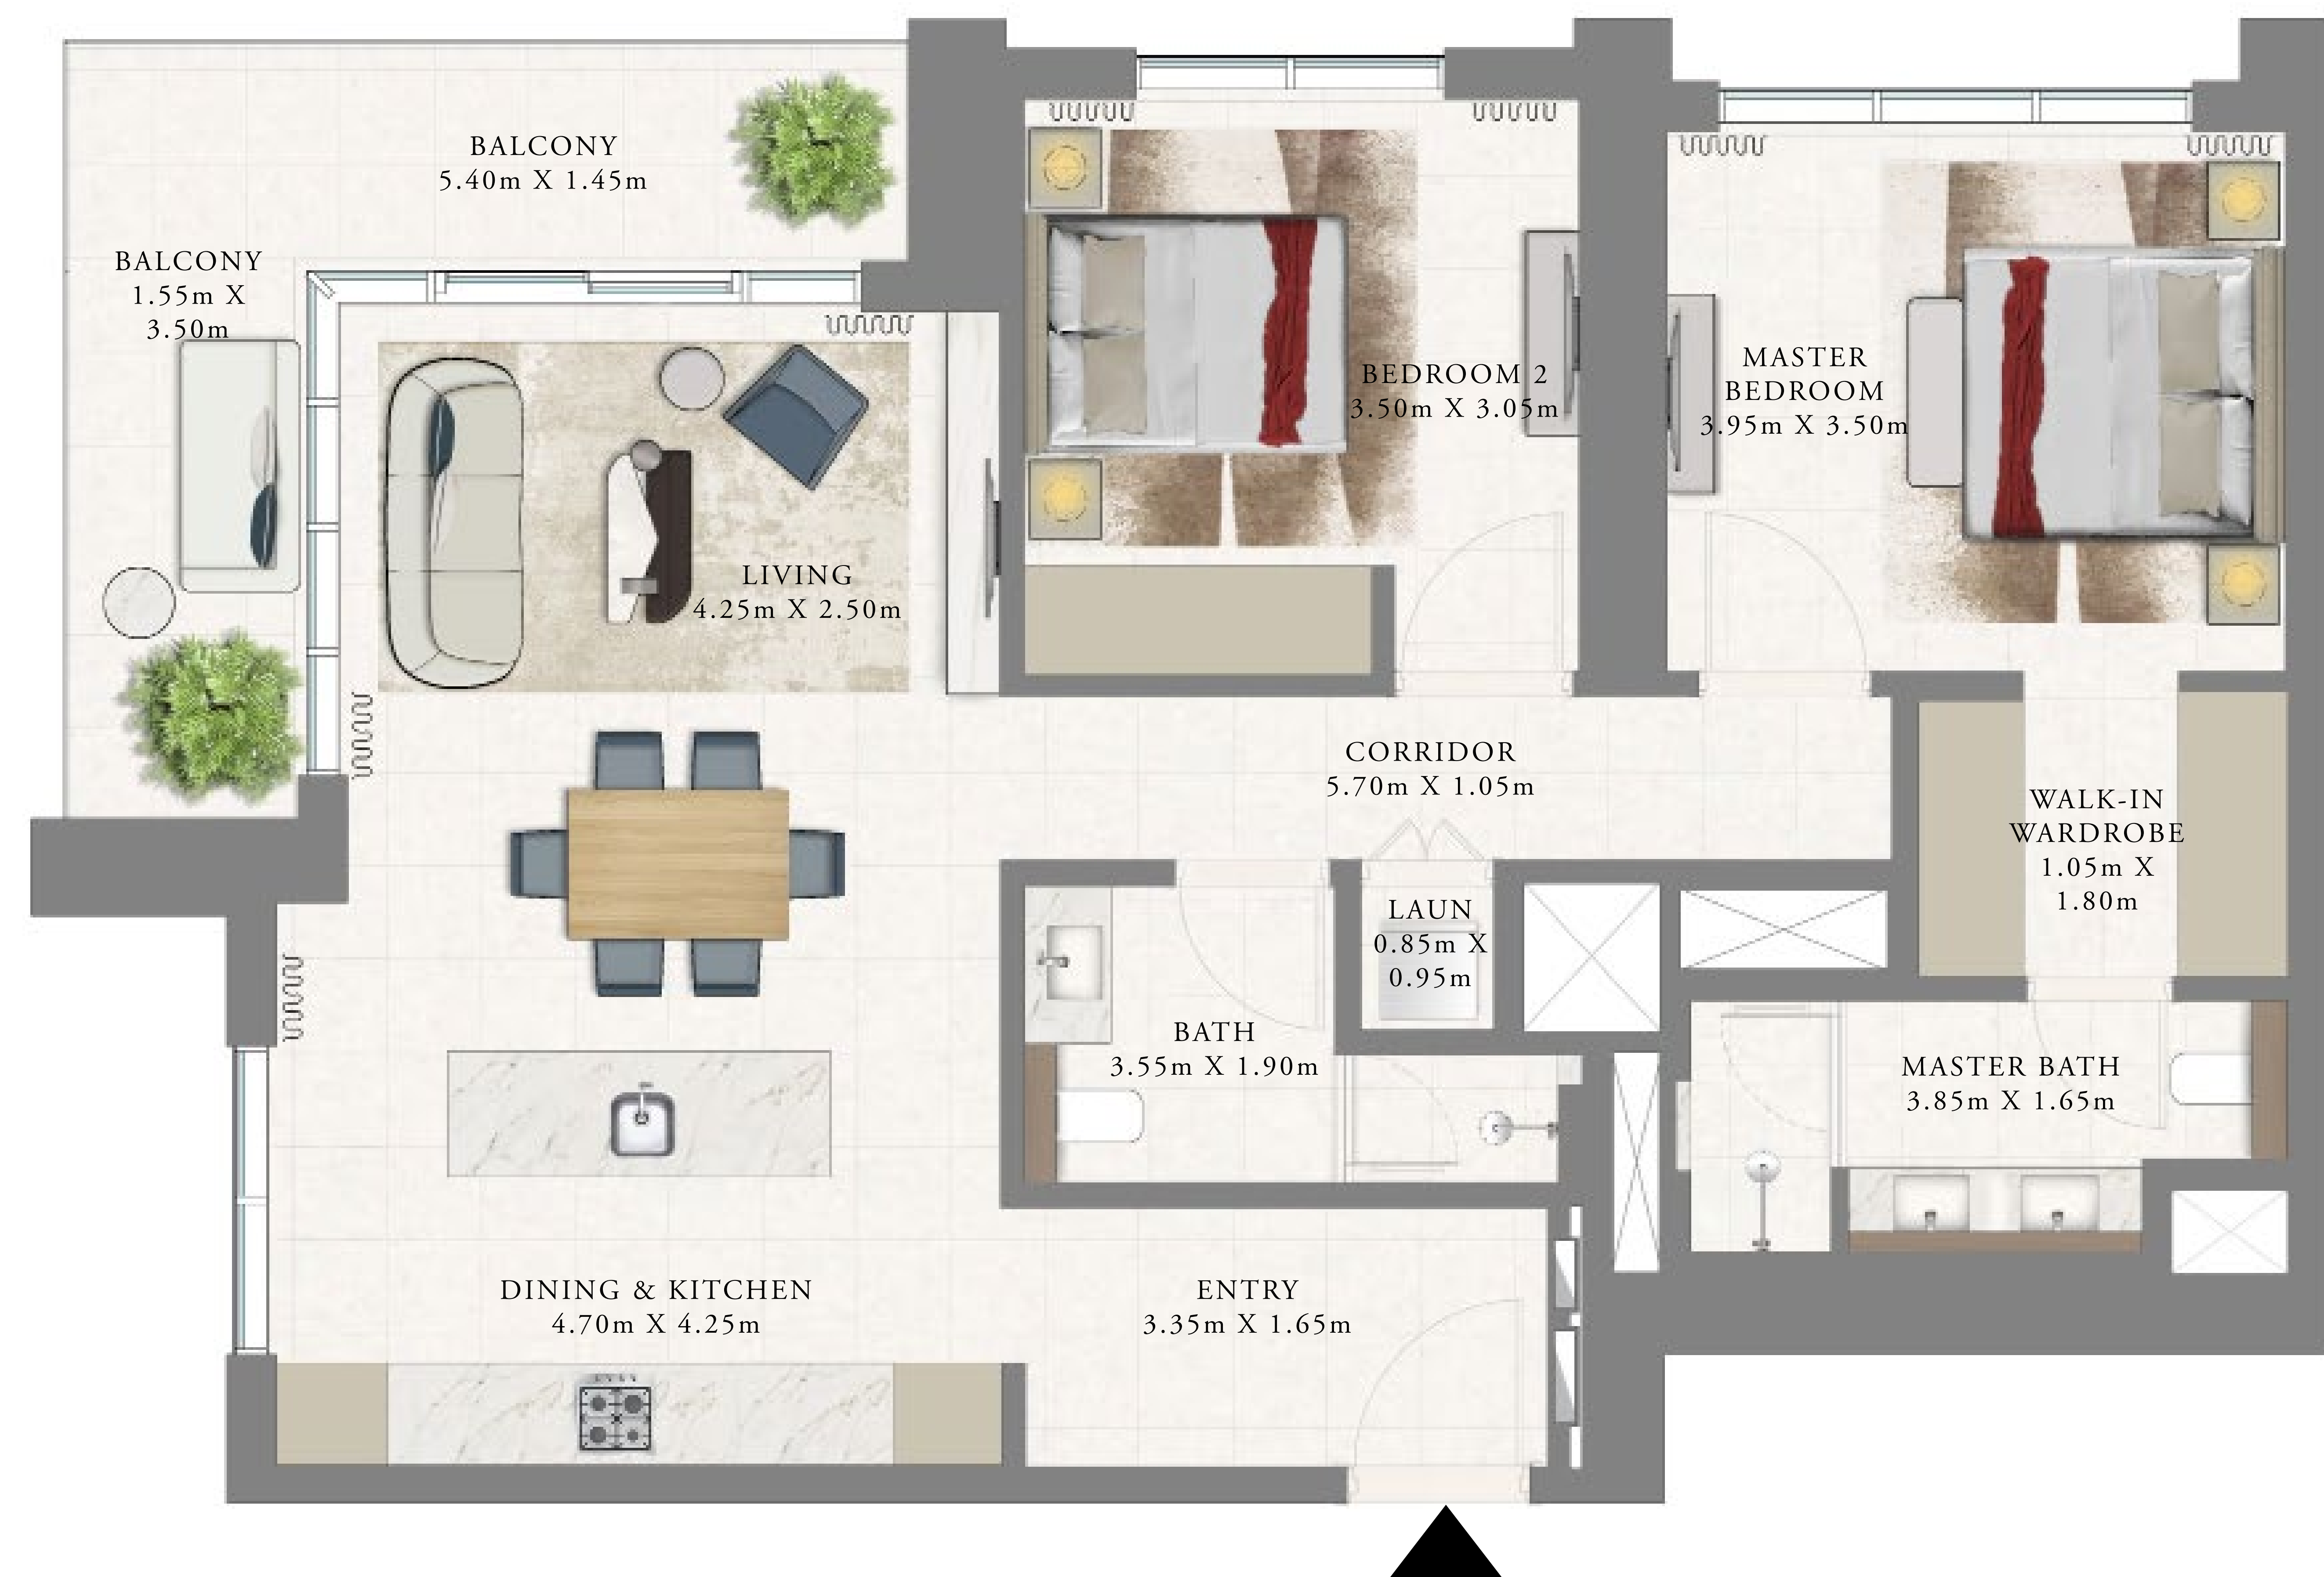 BALCONY
5.40m X 1.45m
BALCONY
1.55m X
3.50m
BEDROOM 2
3.50m X 3.05m
MASTER
BEDROOM
3.95m X 3.50m
LIVING
4.25m X 2.50m
CORRIDOR
5.70m X 1.05m
WALK-IN
WARDROBE
1.05m X
1.80m
LAUN
0.85m X
0.95m
BATH
3.55m X 1.90m
MASTER BATH
3.85m X 1.65m
DINING & KITCHEN
4.70m X 4.25m
ENTRY
3.35m X 1.65m